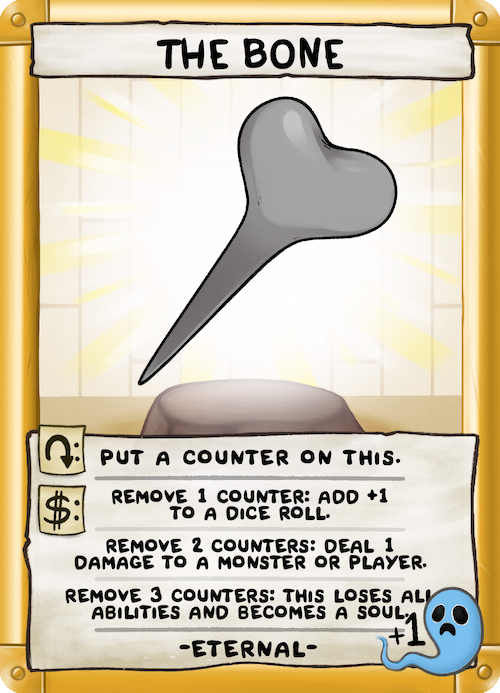 THE BONE
PUT A COUNTER ON THIS.
$: REMOVE 1 COUNTER: ADD +1
TO A DICE ROLL.
REMOVE 2 COUNTERS: DEAL 1
DAMAGE TO A MONSTER OR PLAYER.
REMOVE 3 COUNTERS: THIS LOSES ALL
ABILITIES AND BECOMES A SOUL.
+1
-ETERNAL-